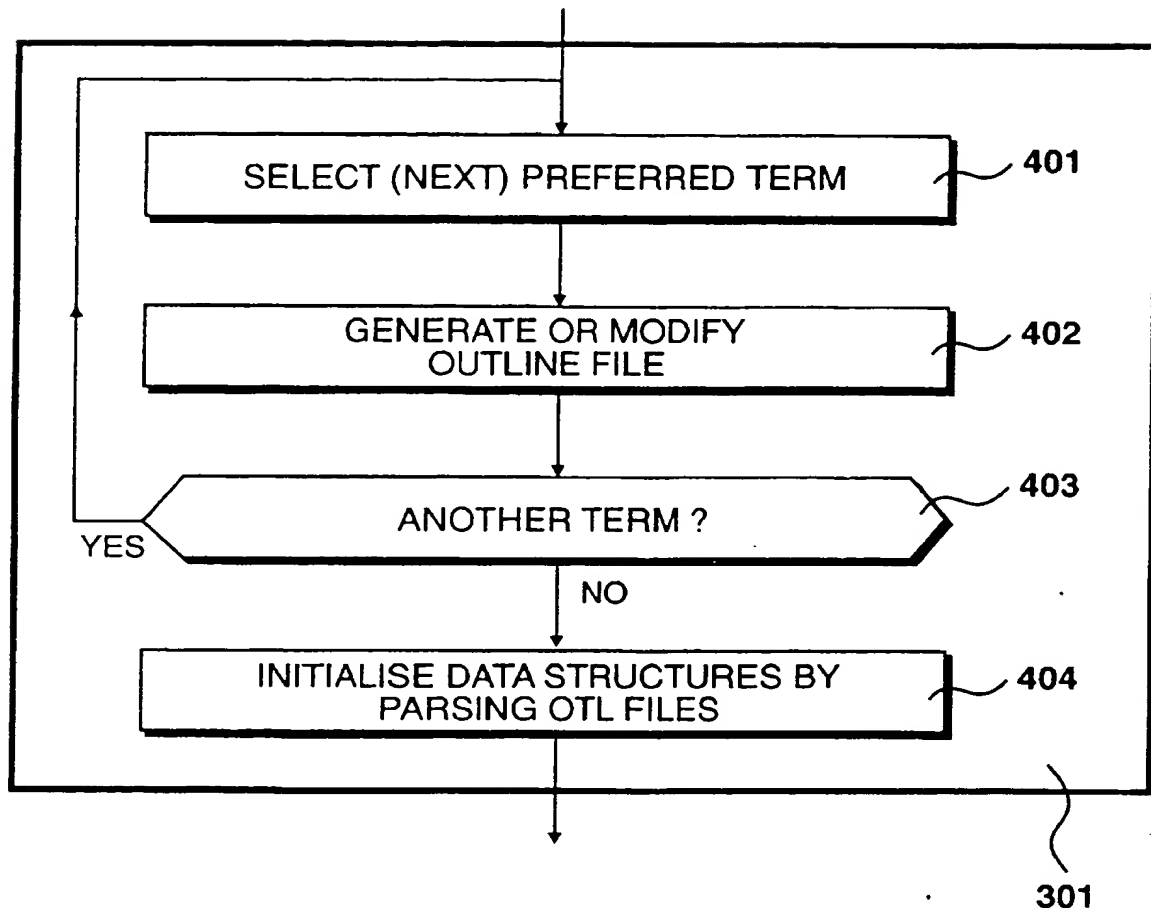 SELECT (NEXT) PREFERRED TERM
401
GENERATE OR MODIFY
OUTLINE FILE
402
ANOTHER TERM ?
403
YES
NO
INITIALISE DATA STRUCTURES BY
PARSING OTL FILES
404
301